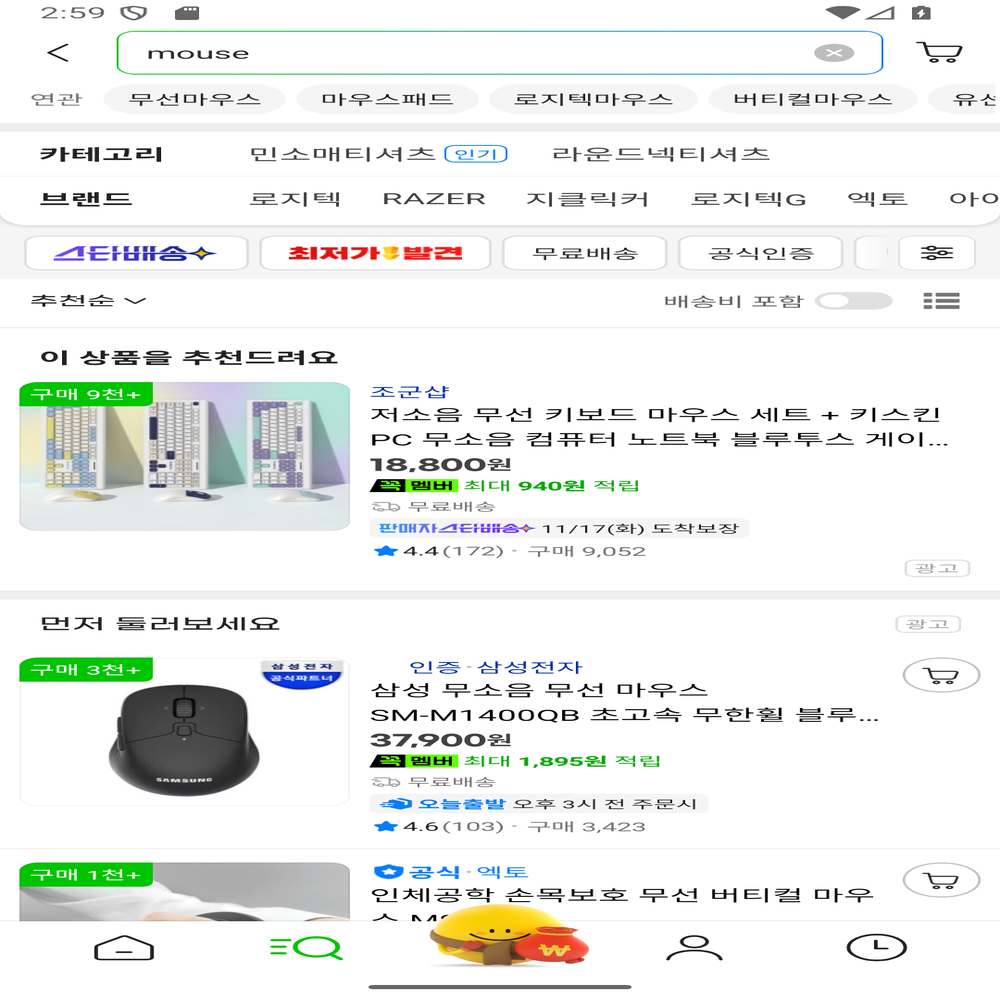 2:59
mouse
연관 무선마우스 마우스패드 로지텍마우스 버티컬마우스
카테고리 민소매티셔츠 인기 라운드넥티셔츠
브랜드 로지텍 RAZER 지클릭커 로지텍G 엑토
스타배송 최저가 발견 무료배송 공식인증
추천순 배송비 포함
이 상품을 추천드려요
구매 9천+
조군샵
저소음 무선 키보드 마우스 세트 + 키스킨
PC 무소음 컴퓨터 노트북 블루투스 게이...
18,800원
꼭 멤버 최대 940원 적립
무료배송
판매자 스타배송 11/17(화) 도착보장
4.4(172) · 구매 9,052
광고
먼저 둘러보세요 광고
구매 3천+
삼성전자
공식파트너
SAMSUNG
인증 · 삼성전자
삼성 무소음 무선 마우스
SM-M1400QB 초고속 무한휠 블루...
37,900원
꼭 멤버 최대 1,895원 적립
무료배송
오늘출발 오후 3시 전 주문시
4.6(103) · 구매 3,423
구매 1천+
공식 · 엑토
인체공학 손목보호 무선 버티컬 마우
스
₩